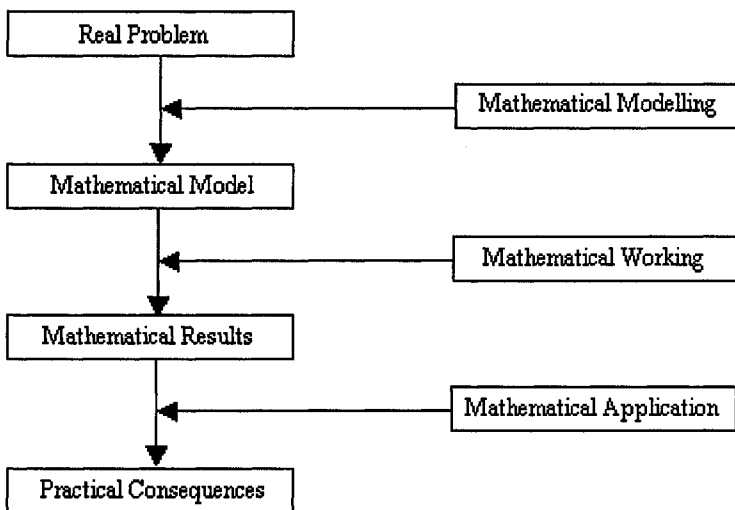 Real Problem
Mathematical Modelling
Mathematical Model
Mathematical Working
Mathematical Results
Mathematical Application
Practical Consequences